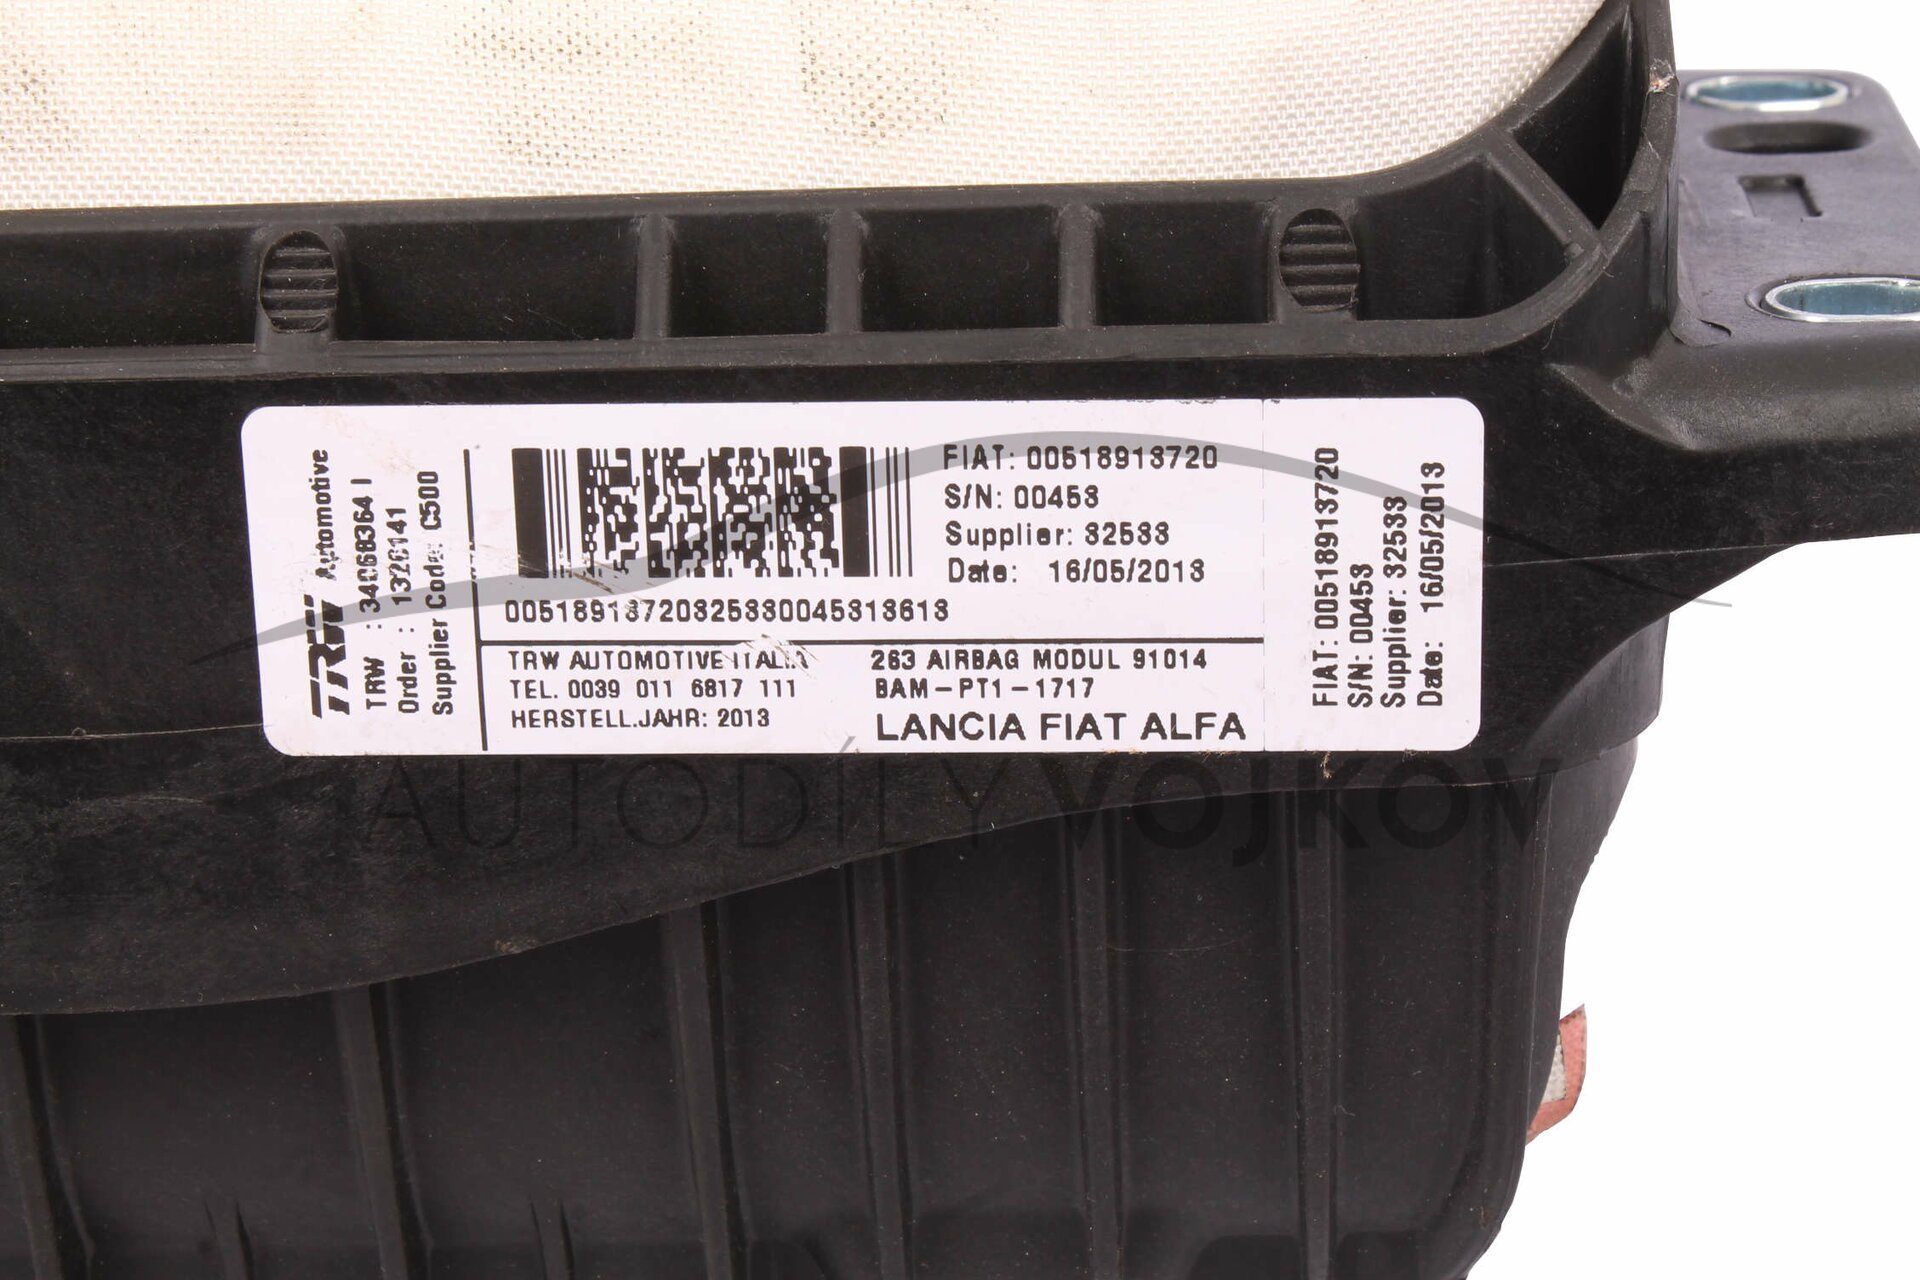 TRW Automotive
TRW : 34068364 I
Order : 1326141
Supplier Code: C500
FIAT: 00518913720
S/N: 00453
Supplier: 32533
Date: 16/05/2013
00518913720325330045313613
TRW AUTOMOTIVE ITALIA
TEL. 0039 011 6817 111
HERSTELL.JAHR: 2013
263 AIRBAG MODUL 91014
BAM-PT1-1717
LANCIA FIAT ALFA
FIAT: 00518913720
S/N: 00453
Supplier: 32533
Date: 16/05/2013
AUTODÍLY VOJKOV